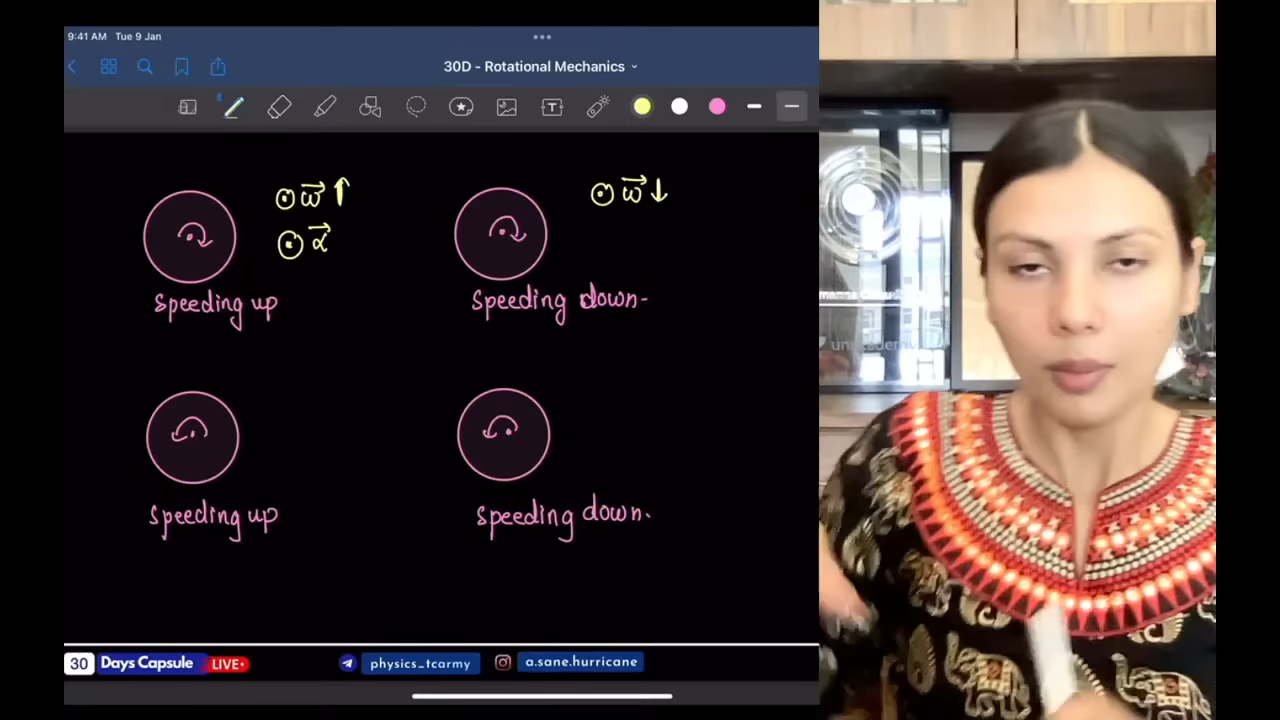 9:41 AM Tue 9 Jan
30D - Rotational Mechanics
⊙ ω⃗ ↑
⊙ α⃗
speeding up
⊙ ω⃗ ↓
speeding down-
speeding up
speeding down.
30 Days Capsule LIVE
physics_tcarmy
a.sane.hurricane